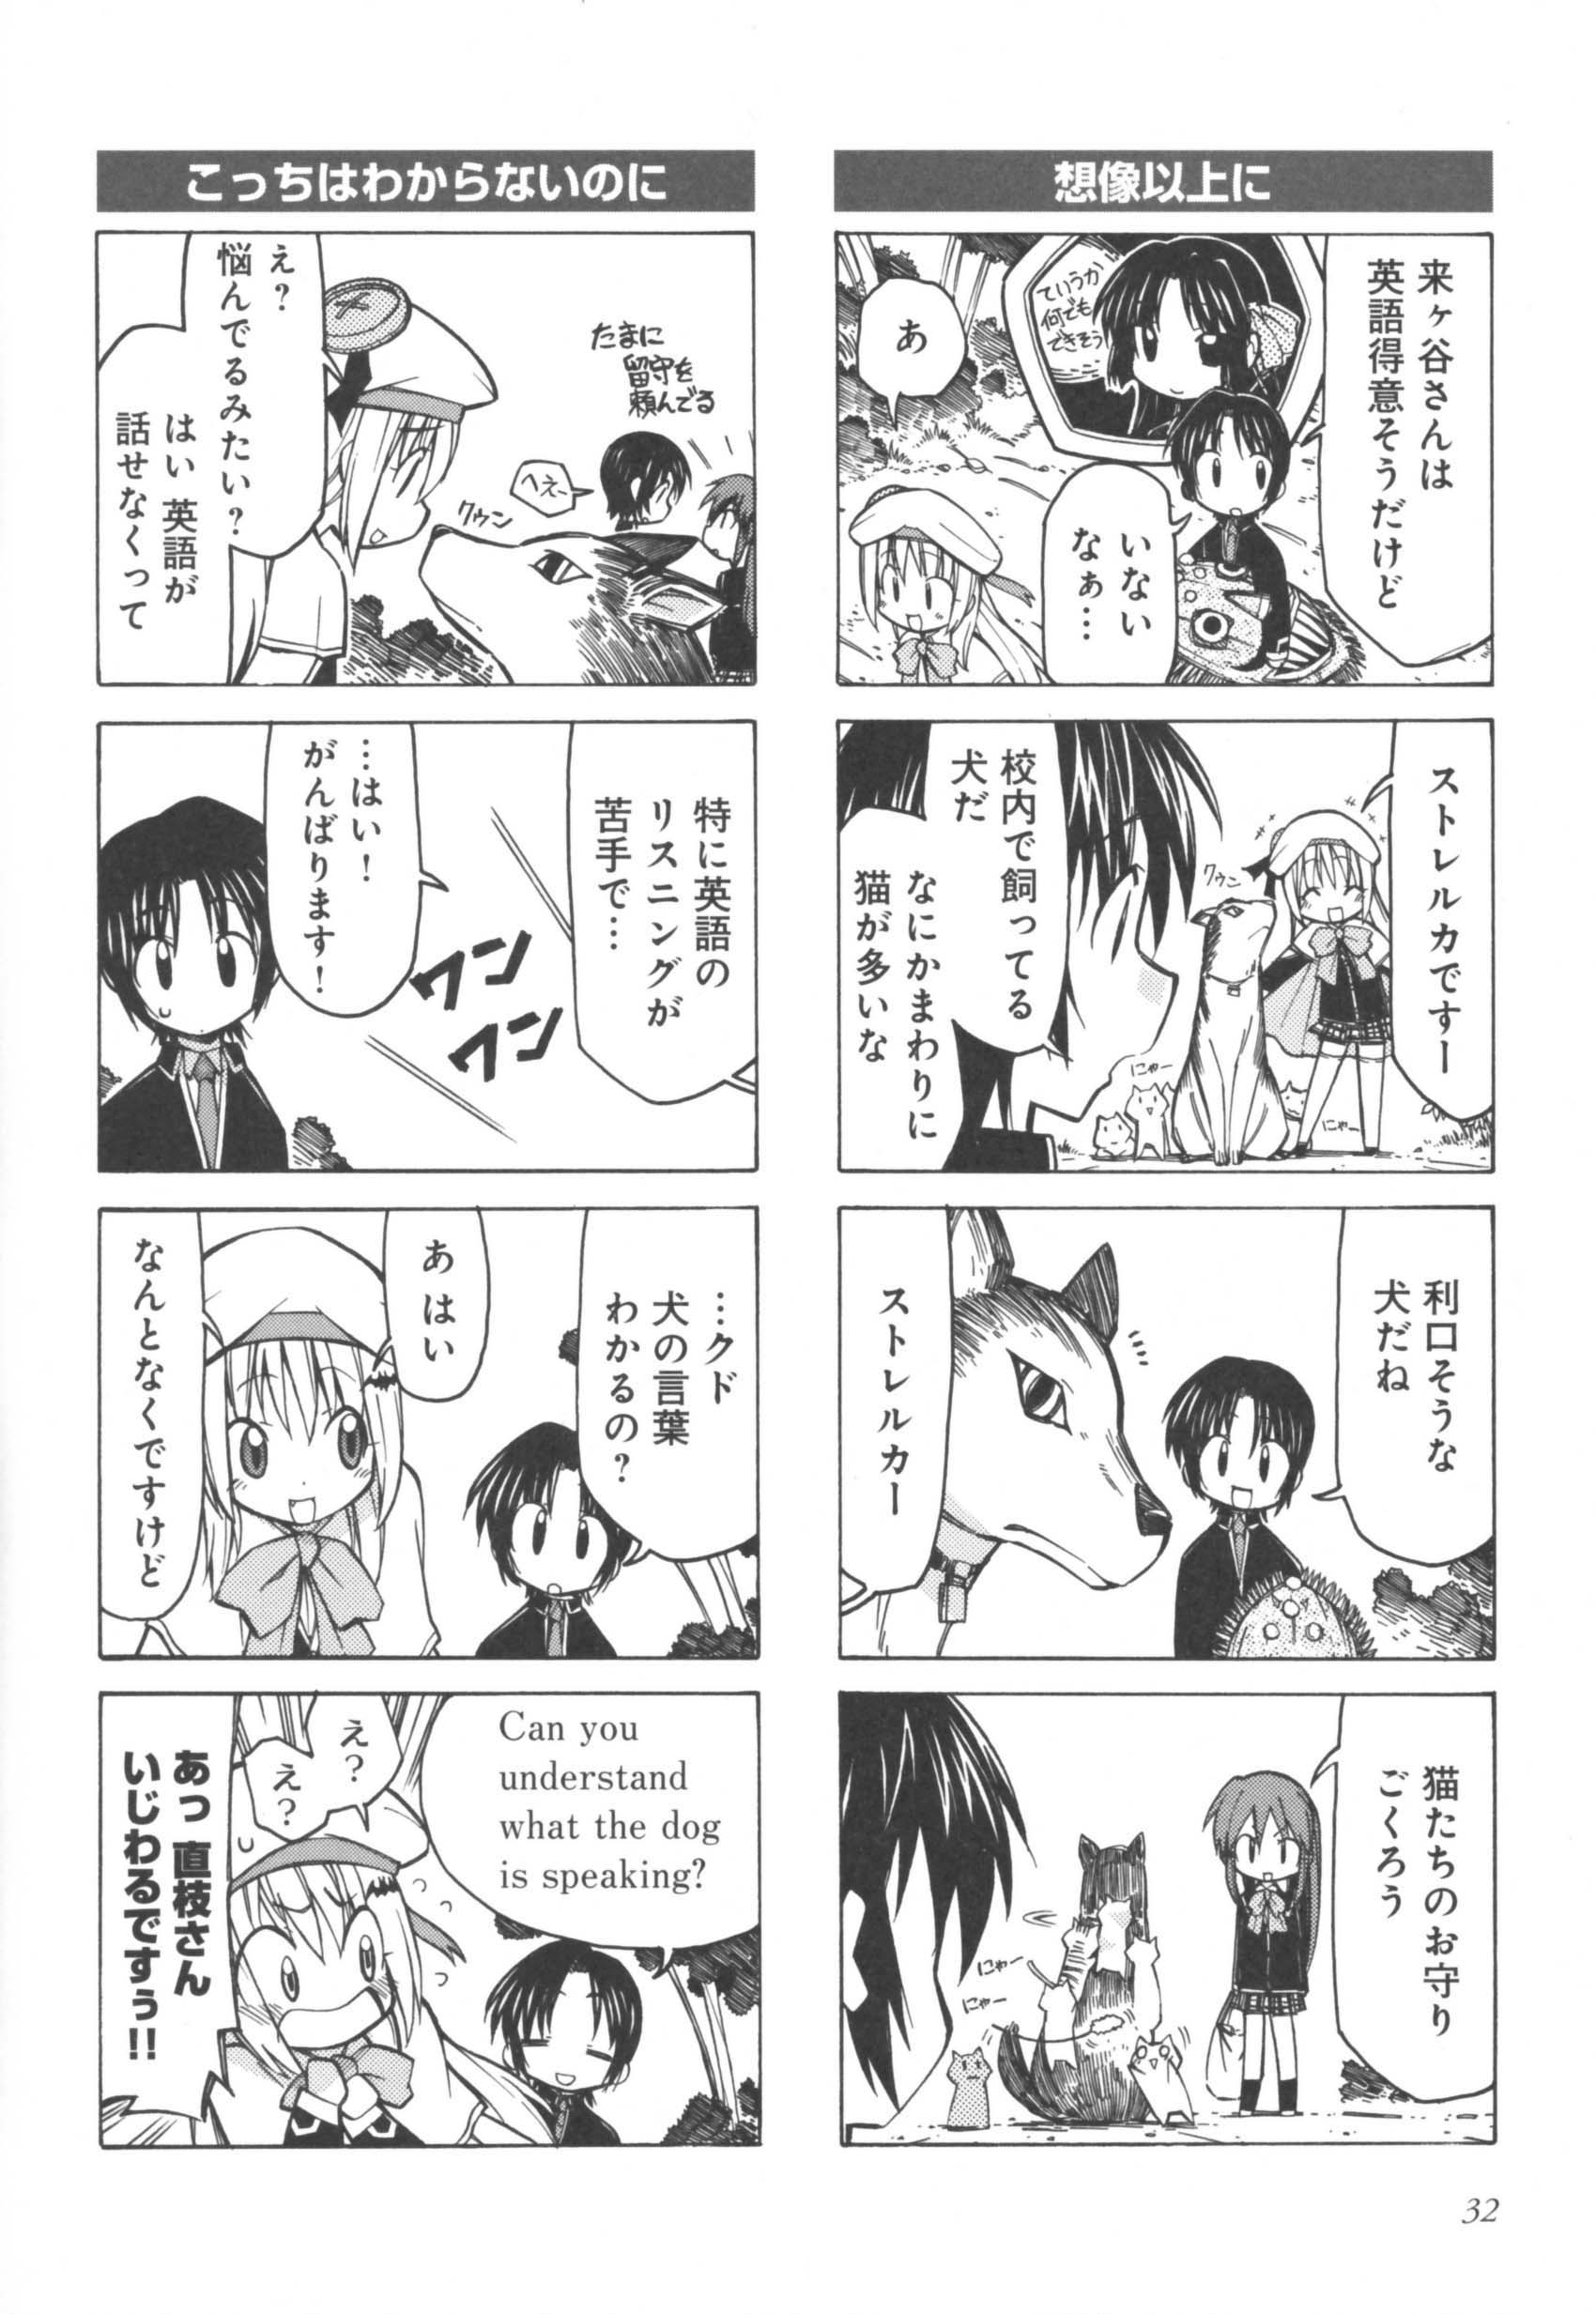 想像以上に
来ヶ谷さんは
英語得意そうだけど
ていうか
何でも
できそう
いない
なぁ…
あ
ストレルカですー
クゥン
にゃー
にゃー
校内で飼ってる
犬だ
なにかまわりに
猫が多いな
利口そうな
犬だね
ストレルカー
猫たちのお守り
ごくろう
にゃー
にゃー
こっちはわからないのに
たまに
留守を
頼んでる
へえー
クゥン
え?
悩んでるみたい?
はい 英語が
話せなくって
特に英語の
リスニングが
苦手で…
ワン
ワン
…はい!
がんばります!
…クド
犬の言葉
わかるの?
あ はい
なんとなくですけど
Can you
understand
what the dog
is speaking?
え?
え?
あっ 直枝さん
いじわるですぅ!!
32